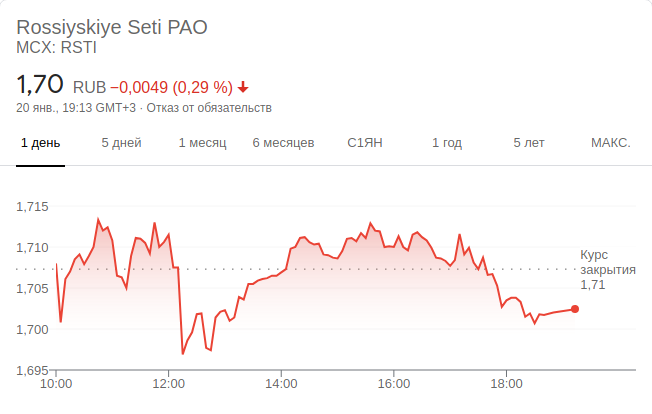 Rossiyskiye Seti PAO
MCX: RSTI
1,70 RUB −0,0049 (0,29 %)
20 янв., 19:13 GMT+3 · Отказ от обязательств
1 день 5 дней 1 месяц 6 месяцев С1ЯН 1 год 5 лет МАКС.
1,715
1,710
Курс
закрытия
1,71
1,705
1,700
1,695
10:00 12:00 14:00 16:00 18:00